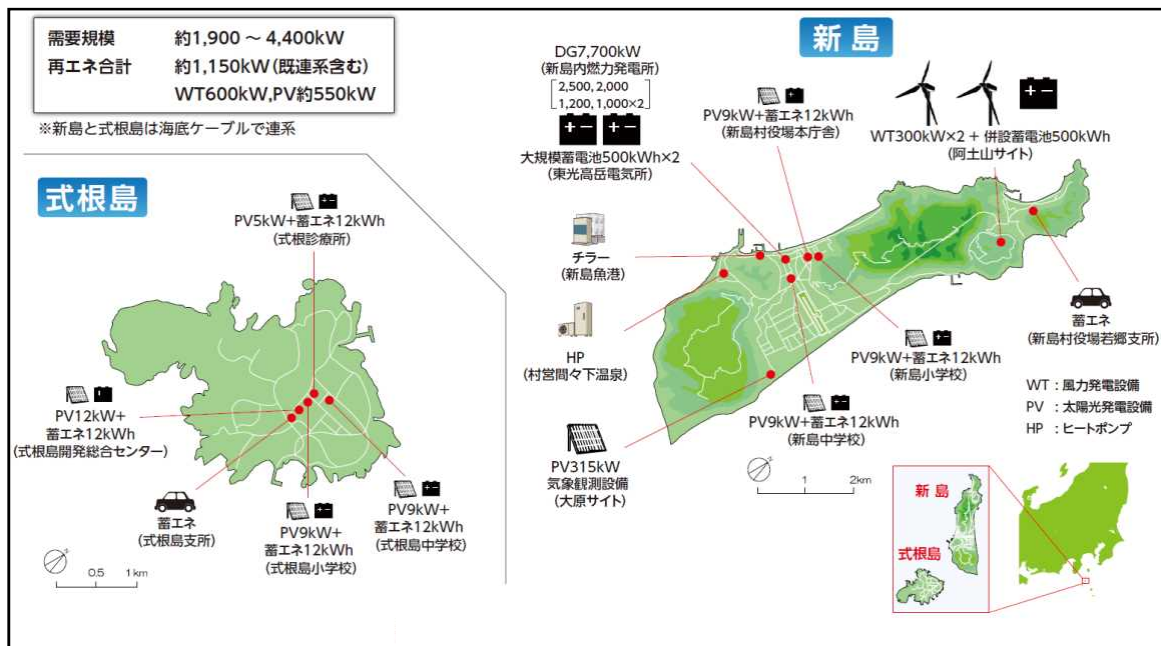 需要規模 約1,900 ～ 4,400kW
再エネ合計 約1,150kW(既連系含む)
WT600kW,PV約550kW
※新島と式根島は海底ケーブルで連系
式根島
PV5kW+蓄エネ12kWh
(式根診療所)
PV12kW+
蓄エネ12kWh
(式根島開発総合センター)
蓄エネ
(式根島支所)
PV9kW+
蓄エネ12kWh
(式根島小学校)
PV9kW+
蓄エネ12kWh
(式根島中学校)
0.5 1km
新島
DG7,700kW
(新島内燃力発電所)
2,500, 2,000
1,200, 1,000×2
大規模蓄電池500kWh×2
(東光高岳電気所)
PV9kW+蓄エネ12kWh
(新島村役場本庁舎)
WT300kW×2 + 併設蓄電池500kWh
(阿土山サイト)
チラー
(新島魚港)
HP
(村営間々下温泉)
PV315kW
気象観測設備
(大原サイト)
PV9kW+蓄エネ12kWh
(新島中学校)
PV9kW+蓄エネ12kWh
(新島小学校)
蓄エネ
(新島村役場若郷支所)
WT : 風力発電設備
PV : 太陽光発電設備
HP : ヒートポンプ
1 2km
新島
式根島